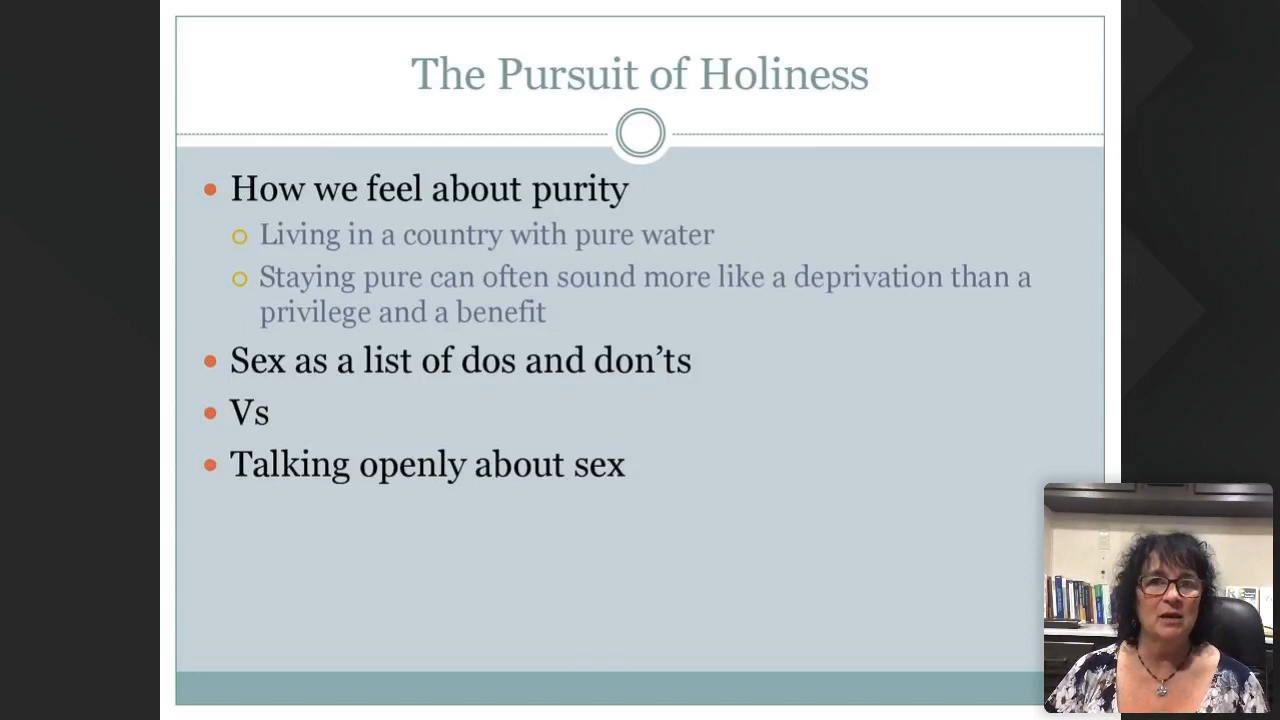 The Pursuit of Holiness
How we feel about purity
Living in a country with pure water
Staying pure can often sound more like a deprivation than a
privilege and a benefit
Sex as a list of dos and don’ts
Vs
Talking openly about sex